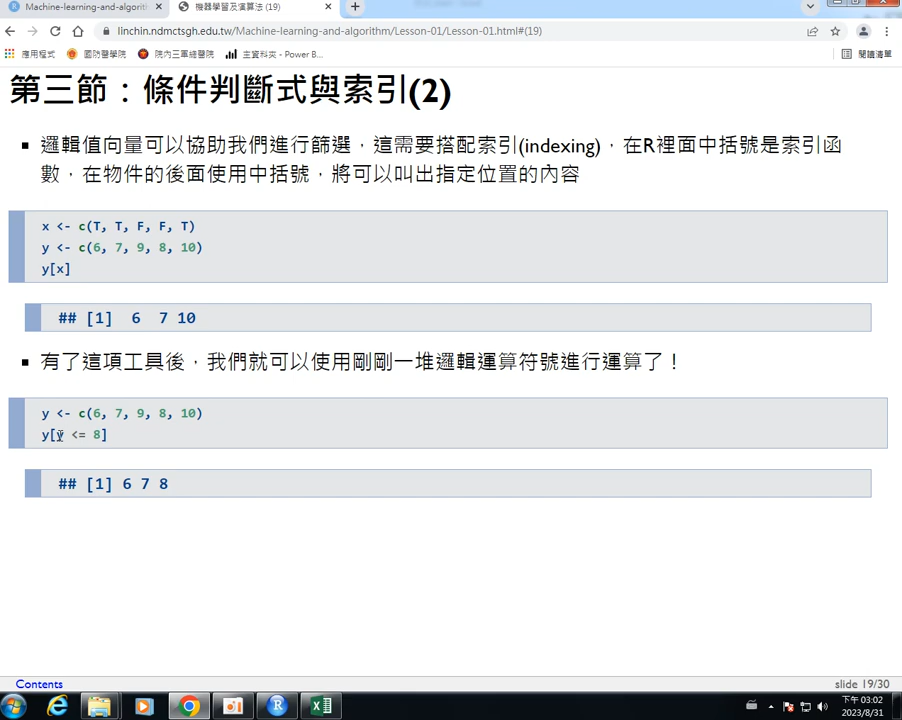 Machine-learning-and-algorith
機器學習及演算法 (19)
linchin.ndmctsgh.edu.tw/Machine-learning-and-algorithm/Lesson-01/Lesson-01.html#(19)
應用程式 國防醫學院 院內三軍總醫院 主資料夾 - Power B... 閱讀清單
第三節：條件判斷式與索引(2)
邏輯值向量可以協助我們進行篩選，這需要搭配索引(indexing)，在R裡面中括號是索引函
數，在物件的後面使用中括號，將可以叫出指定位置的內容
x <- c(T, T, F, F, T)
y <- c(6, 7, 9, 8, 10)
y[x]
## [1]  6  7 10
有了這項工具後，我們就可以使用剛剛一堆邏輯運算符號進行運算了！
y <- c(6, 7, 9, 8, 10)
y[y <= 8]
## [1] 6 7 8
Contents
slide 19/30
下午 03:02
2023/8/31